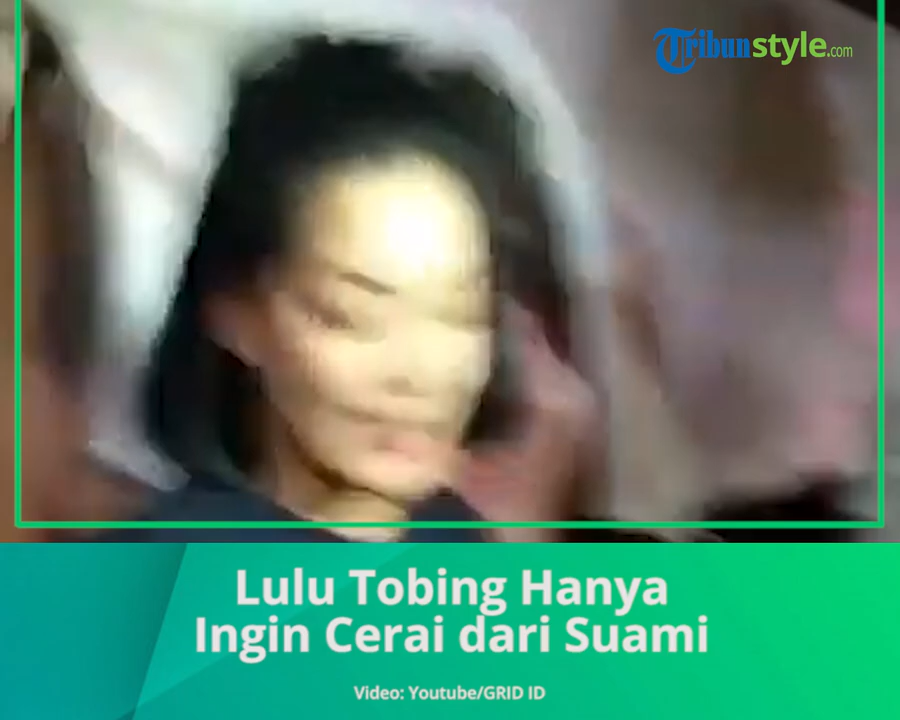 Tribunstyle.com
Lulu Tobing Hanya
Ingin Cerai dari Suami
Video: Youtube/GRID ID